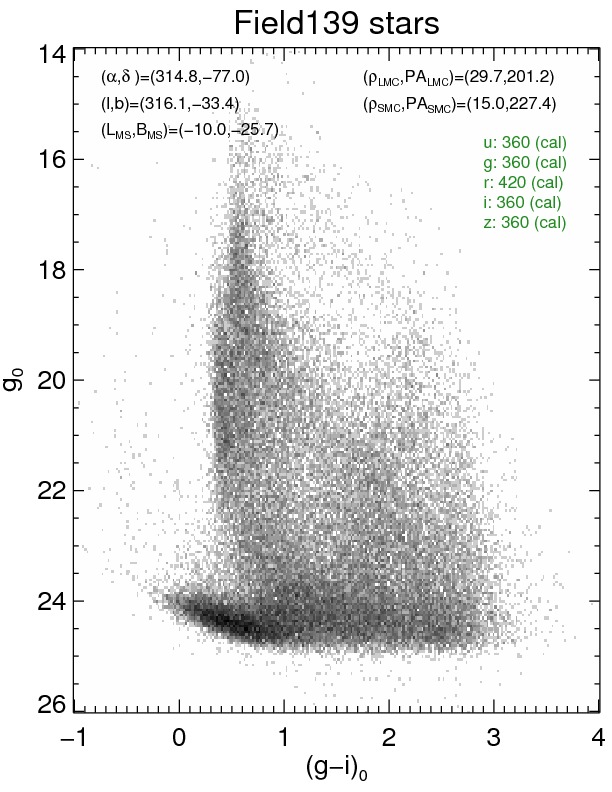 Field139 stars
(α,δ )=(314.8,−77.0)
(l,b)=(316.1,−33.4)
(LMS,BMS)=(−10.0,−25.7)
(ρLMC,PALMC)=(29.7,201.2)
(ρSMC,PASMC)=(15.0,227.4)
u: 360 (cal)
g: 360 (cal)
r: 420 (cal)
i: 360 (cal)
z: 360 (cal)
g0
14
16
18
20
22
24
26
−1 0 1 2 3 4
(g−i)0